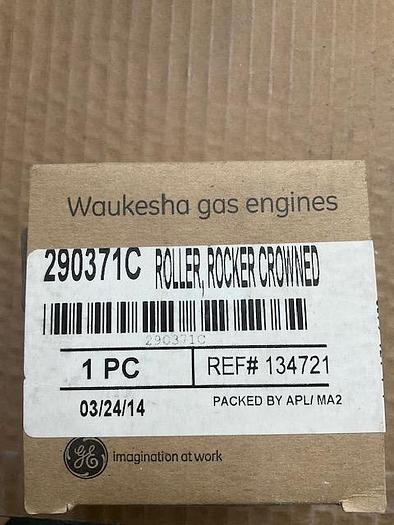 Waukesha gas engines
290371C ROLLER, ROCKER CROWNED
290371C
1 PC REF# 134721
03/24/14 PACKED BY APL/ MA2
GE imagination at work